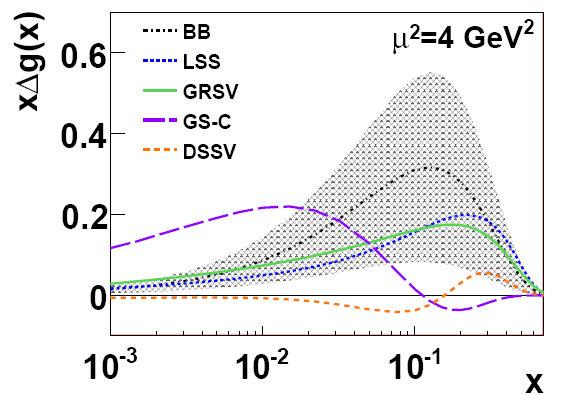 xΔg(x)
μ²=4 GeV²
BB
LSS
GRSV
GS-C
DSSV
0.6
0.4
0.2
0
10⁻³ 10⁻² 10⁻¹
x